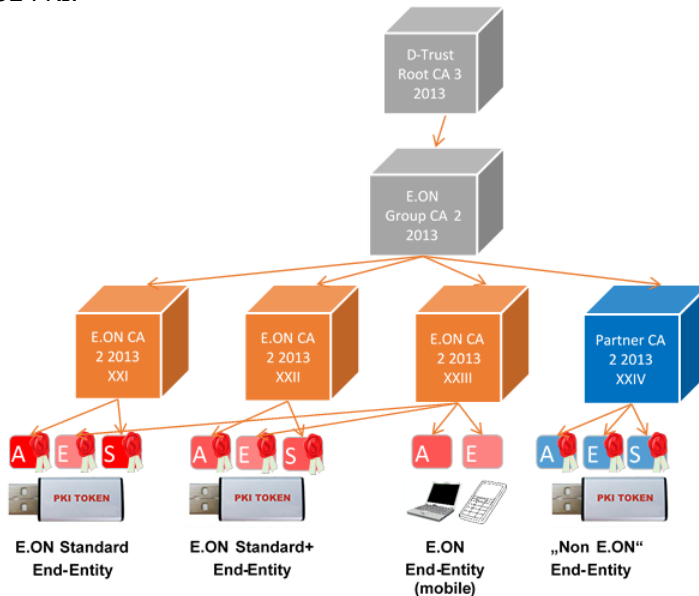 D-Trust
Root CA 3
2013
E.ON
Group CA 2
2013
E.ON CA
2 2013
XXI
E.ON CA
2 2013
XXII
E.ON CA
2 2013
XXIII
Partner CA
2 2013
XXIV
A E S
A E S
A E
A E S
PKI TOKEN
PKI TOKEN
PKI TOKEN
E.ON Standard
End-Entity
E.ON Standard+
End-Entity
E.ON
End-Entity
(mobile)
„Non E.ON“
End-Entity